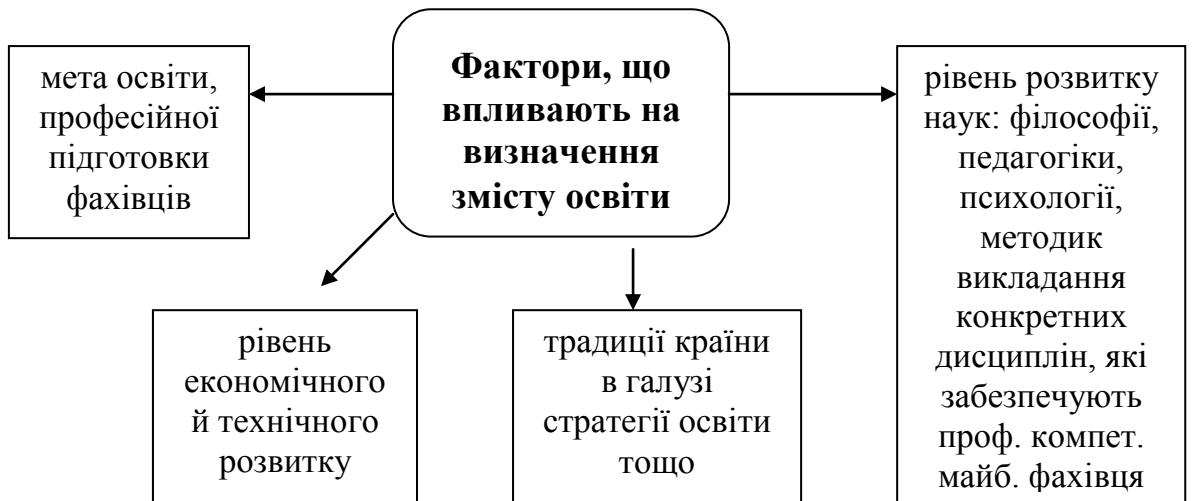 Фактори, що
впливають на
визначення
змісту освіти
мета освіти,
професійної
підготовки
фахівців
рівень
економічного
й технічного
розвитку
традиції країни
в галузі
стратегії освіти
тощо
рівень розвитку
наук: філософії,
педагогіки,
психології,
методик
викладання
конкретних
дисциплін, які
забезпечують
проф. компет.
майб. фахівця